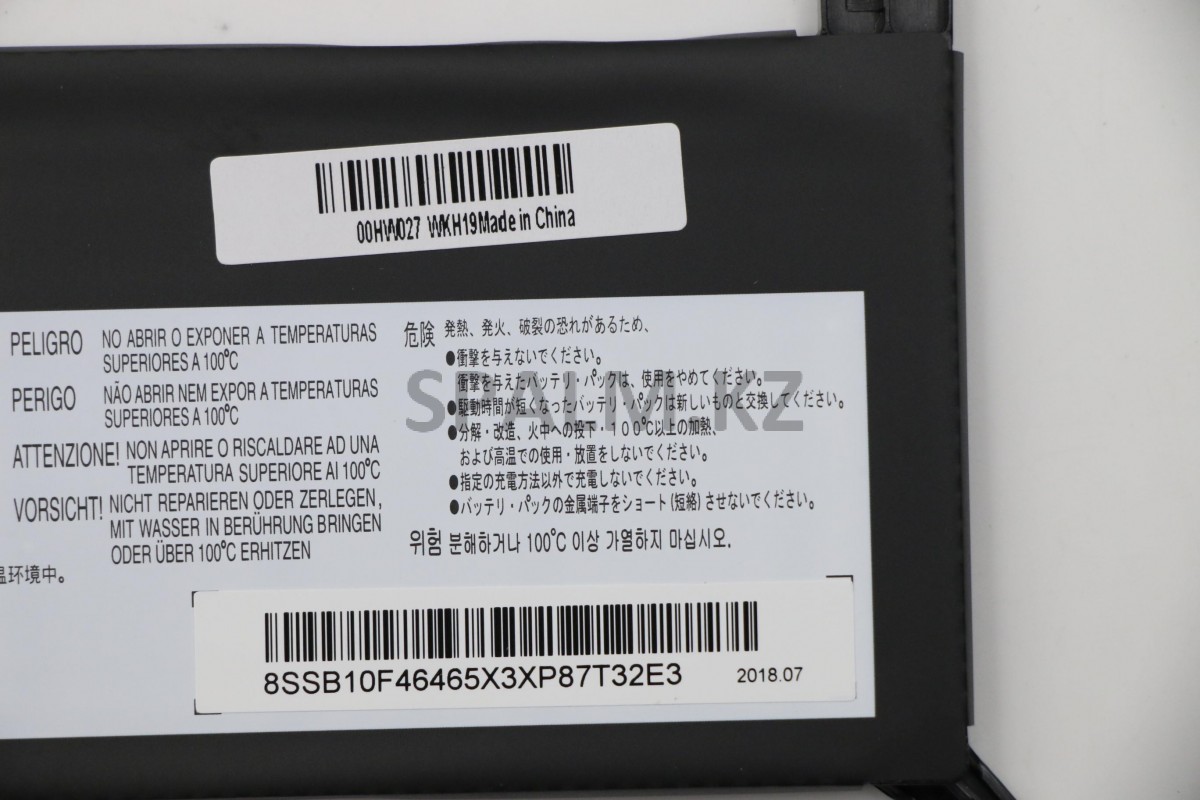 00HW027 WKH19Made in China
PELIGRO NO ABRIR O EXPONER A TEMPERATURAS
SUPERIORES A 100°C
PERIGO NÃO ABRIR NEM EXPOR A TEMPERATURAS
SUPERIORES A 100°C
ATTENZIONE! NON APRIRE O RISCALDARE AD UNA
TEMPERATURA SUPERIORE AI 100°C
VORSICHT! NICHT REPARIEREN ODER ZERLEGEN,
MIT WASSER IN BERÜHRUNG BRINGEN
ODER ÜBER 100°C ERHITZEN
温环境中。
危険 発熱、発火、破裂の恐れがあるため、
●衝撃を与えないでください。
衝撃を与えたバッテリ・パックは、使用をやめてください。
●駆動時間が短くなったバッテリ・パックは新しいものと交換してください。
●分解・改造、火中への投下・100℃以上の加熱、
および高温での使用・放置をしないでください。
●指定の充電方法以外で充電しないでください。
●バッテリ・パックの金属端子をショート(短絡)させないでください。
위험 분해하거나 100°C 이상 가열하지 마십시오.
SPALM.KZ
8SSB10F46465X3XP87T32E3 2018.07